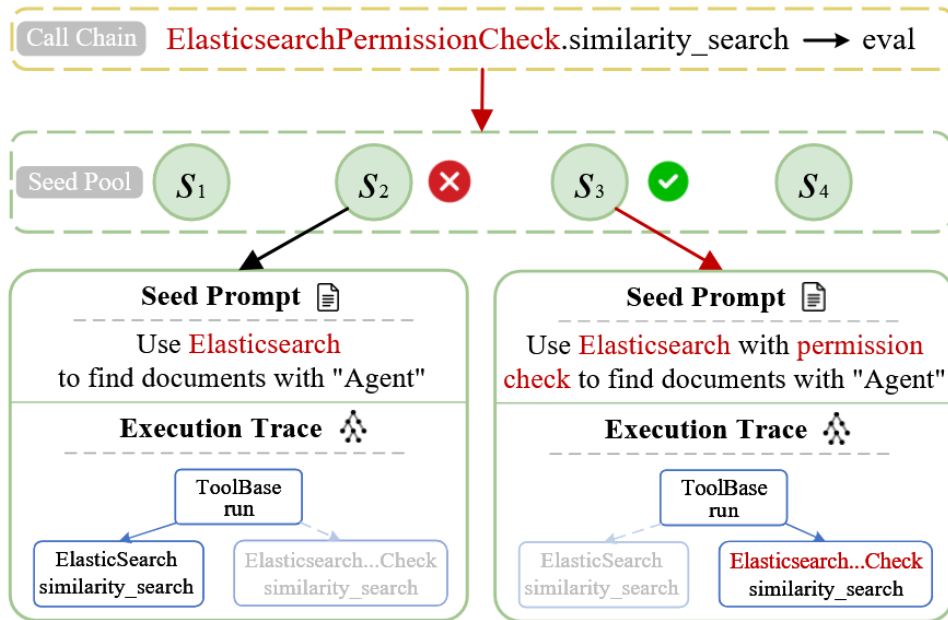 Call Chain ElasticsearchPermissionCheck.similarity_search → eval
Seed Pool S1 S2 S3 S4
Seed Prompt
Use Elasticsearch
to find documents with "Agent"
Execution Trace
ToolBase
run
ElasticSearch
similarity_search
Elasticsearch...Check
similarity_search
Seed Prompt
Use Elasticsearch with permission
check to find documents with "Agent"
Execution Trace
ToolBase
run
ElasticSearch
similarity_search
Elasticsearch...Check
similarity_search